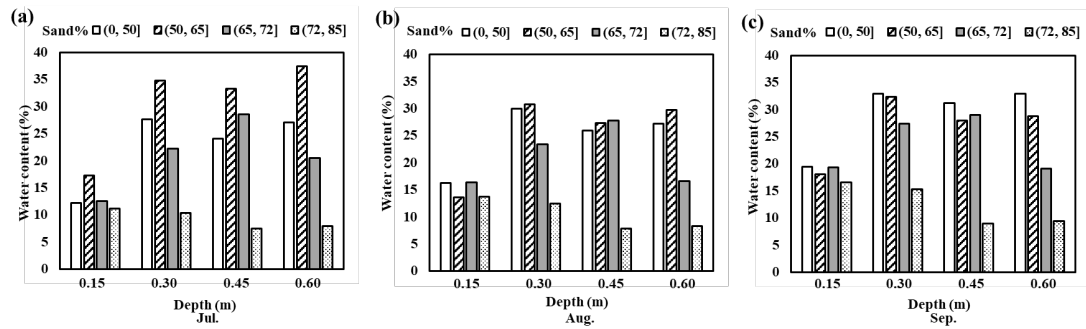 (a)
Sand% (0, 50] (50, 65] (65, 72] (72, 85]
Water content (%)
40
35
30
25
20
15
10
5
0
0.15 0.30 0.45 0.60
Depth (m)
Jul.
(b)
Sand% (0, 50] (50, 65] (65, 72] (72, 85]
Water content (%)
40
35
30
25
20
15
10
5
0
0.15 0.30 0.45 0.60
Depth (m)
Aug.
(c)
Sand% (0, 50] (50, 65] (65, 72] (72, 85]
Water content (%)
40
35
30
25
20
15
10
5
0
0.15 0.30 0.45 0.60
Depth (m)
Sep.